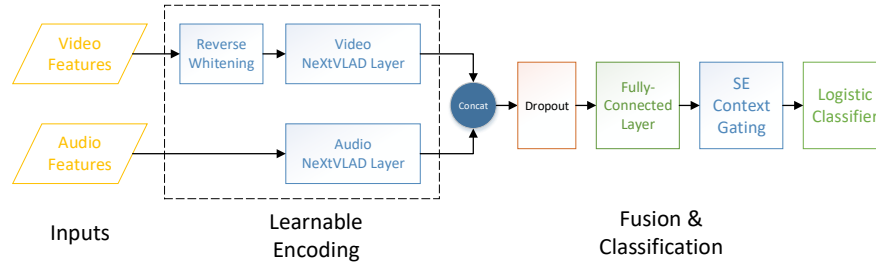 Video
Features
Reverse
Whitening
Video
NeXtVLAD Layer
Audio
Features
Audio
NeXtVLAD Layer
Concat
Dropout
Fully-
Connected
Layer
SE
Context
Gating
Logistic
Classifier
Inputs
Learnable
Encoding
Fusion &
Classification